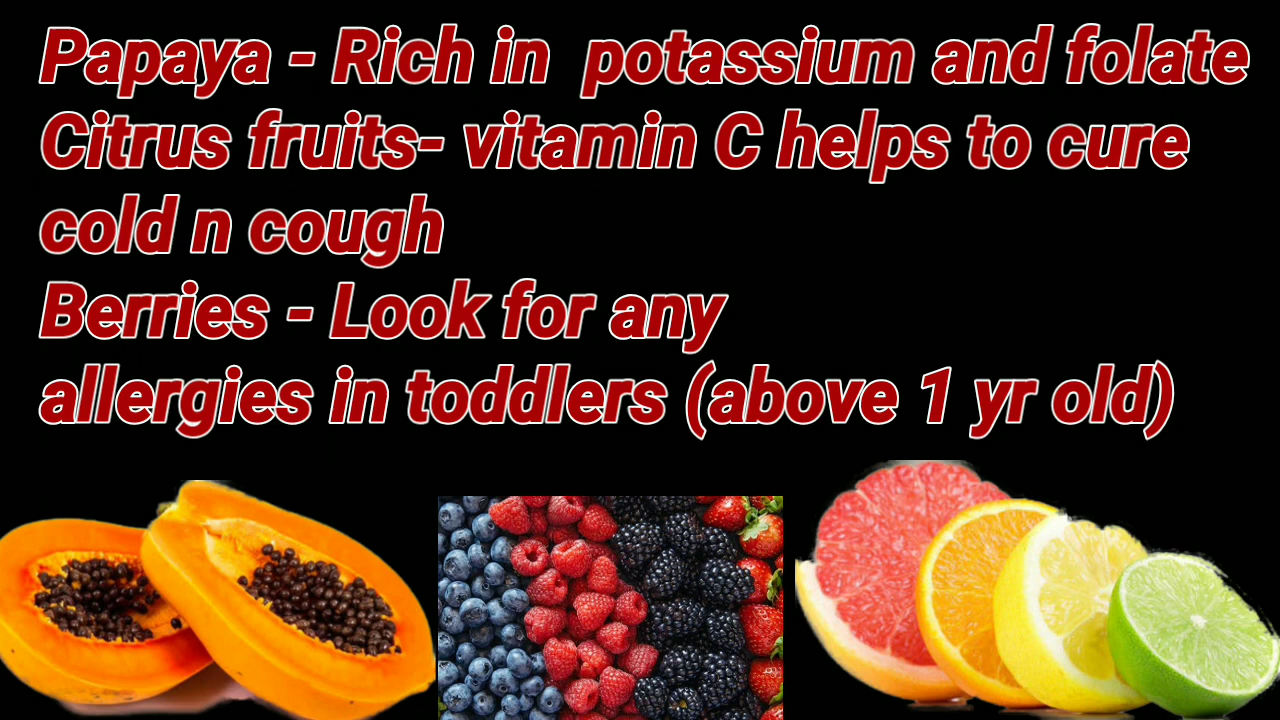 Papaya - Rich in  potassium and folate
Citrus fruits- vitamin C helps to cure
cold n cough
Berries - Look for any
allergies in toddlers (above 1 yr old)